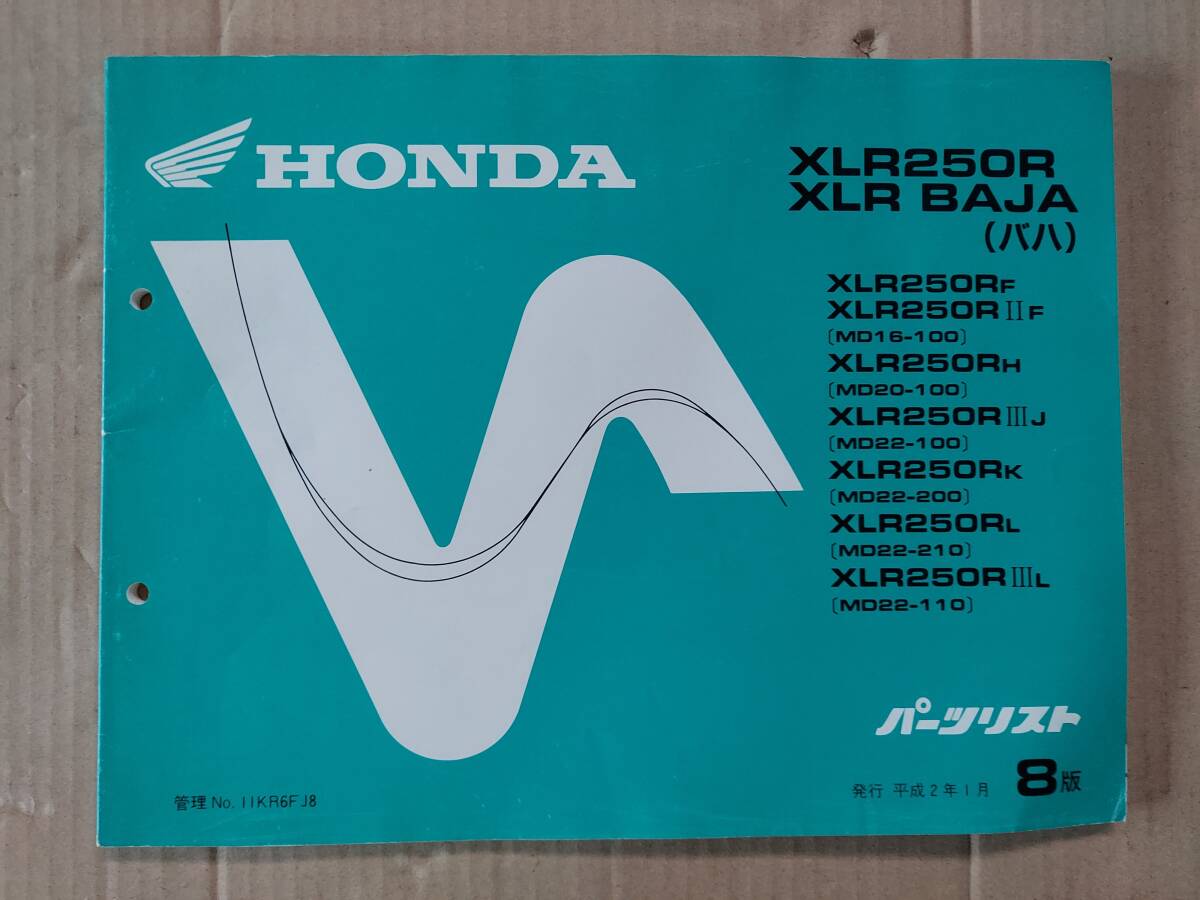 HONDA
XLR250R
XLR BAJA
(バハ)
XLR250RF
XLR250RⅡF
〔MD16-100〕
XLR250RH
〔MD20-100〕
XLR250RⅢJ
〔MD22-100〕
XLR250RK
〔MD22-200〕
XLR250RL
〔MD22-210〕
XLR250RⅢL
〔MD22-110〕
パーツリスト
管理 No. 11KR6FJ8
発行 平成2年1月 8版